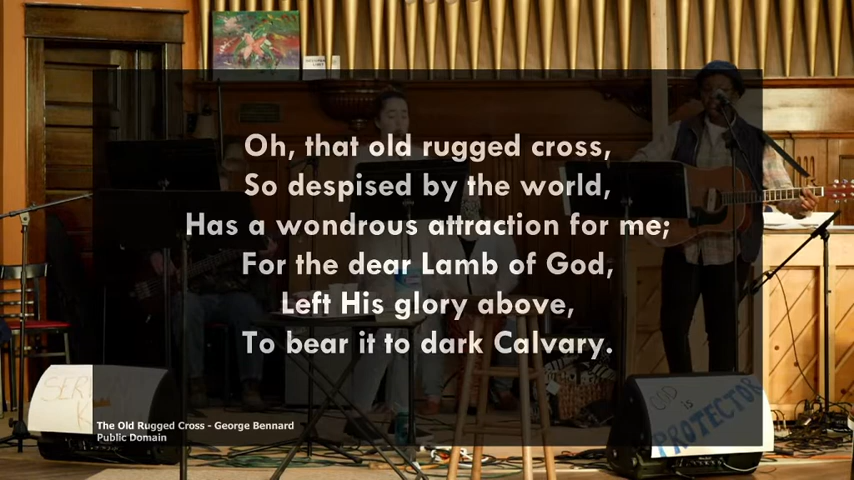 Oh, that old rugged cross,
So despised by the world,
Has a wondrous attraction for me;
For the dear Lamb of God,
Left His glory above,
To bear it to dark Calvary.
The Old Rugged Cross - George Bennard
Public Domain
GOD is
PROTECTOR